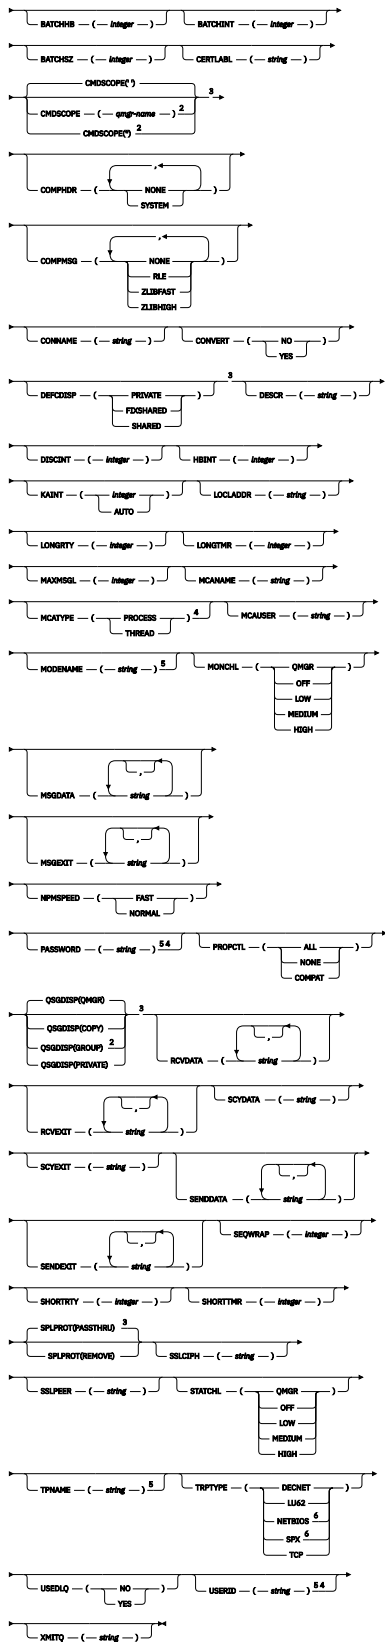 BATCHHB ( integer ) BATCHINT ( integer )
BATCHSZ ( integer ) CERTLABL ( string )
CMDSCOPE(' ') 3
CMDSCOPE ( qmgr-name ) 2
CMDSCOPE(*) 2
,
COMPHDR ( NONE )
SYSTEM
,
COMPMSG ( NONE )
RLE
ZLIBFAST
ZLIBHIGH
CONNAME ( string ) CONVERT ( NO )
YES
3
DEFCDISP ( PRIVATE ) DESCR ( string )
FIXSHARED
SHARED
DISCINT ( integer ) HBINT ( integer )
KAINT ( integer ) LOCLADDR ( string )
AUTO
LONGRTY ( integer ) LONGTMR ( integer )
MAXMSGL ( integer ) MCANAME ( string )
MCATYPE ( PROCESS ) 4 MCAUSER ( string )
THREAD
MODENAME ( string ) 5 MONCHL ( QMGR )
OFF
LOW
MEDIUM
HIGH
,
MSGDATA ( string )
,
MSGEXIT ( string )
NPMSPEED ( FAST )
NORMAL
PASSWORD ( string ) 5 4 PROPCTL ( ALL )
NONE
COMPAT
QSGDISP(QMGR) 3
QSGDISP(COPY) ,
QSGDISP(GROUP) 2
QSGDISP(PRIVATE) RCVDATA ( string )
,
RCVEXIT ( string ) SCYDATA ( string )
SCYEXIT ( string ) ,
SENDDATA ( string )
,
SENDEXIT ( string ) SEQWRAP ( integer )
SHORTRTY ( integer ) SHORTTMR ( integer )
SPLPROT(PASSTHRU) 3
SPLPROT(REMOVE) SSLCIPH ( string )
SSLPEER ( string ) STATCHL ( QMGR )
OFF
LOW
MEDIUM
HIGH
TPNAME ( string ) 5 TRPTYPE ( DECNET )
LU62
NETBIOS 6
SPX 6
TCP
USEDLQ ( NO ) USERID ( string ) 5 4
YES
XMITQ ( string )